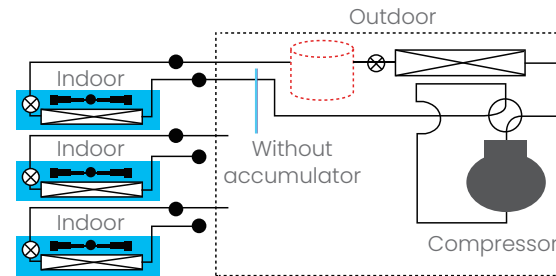 Outdoor
Indoor
Indoor
Without
accumulator
Indoor
Compressor